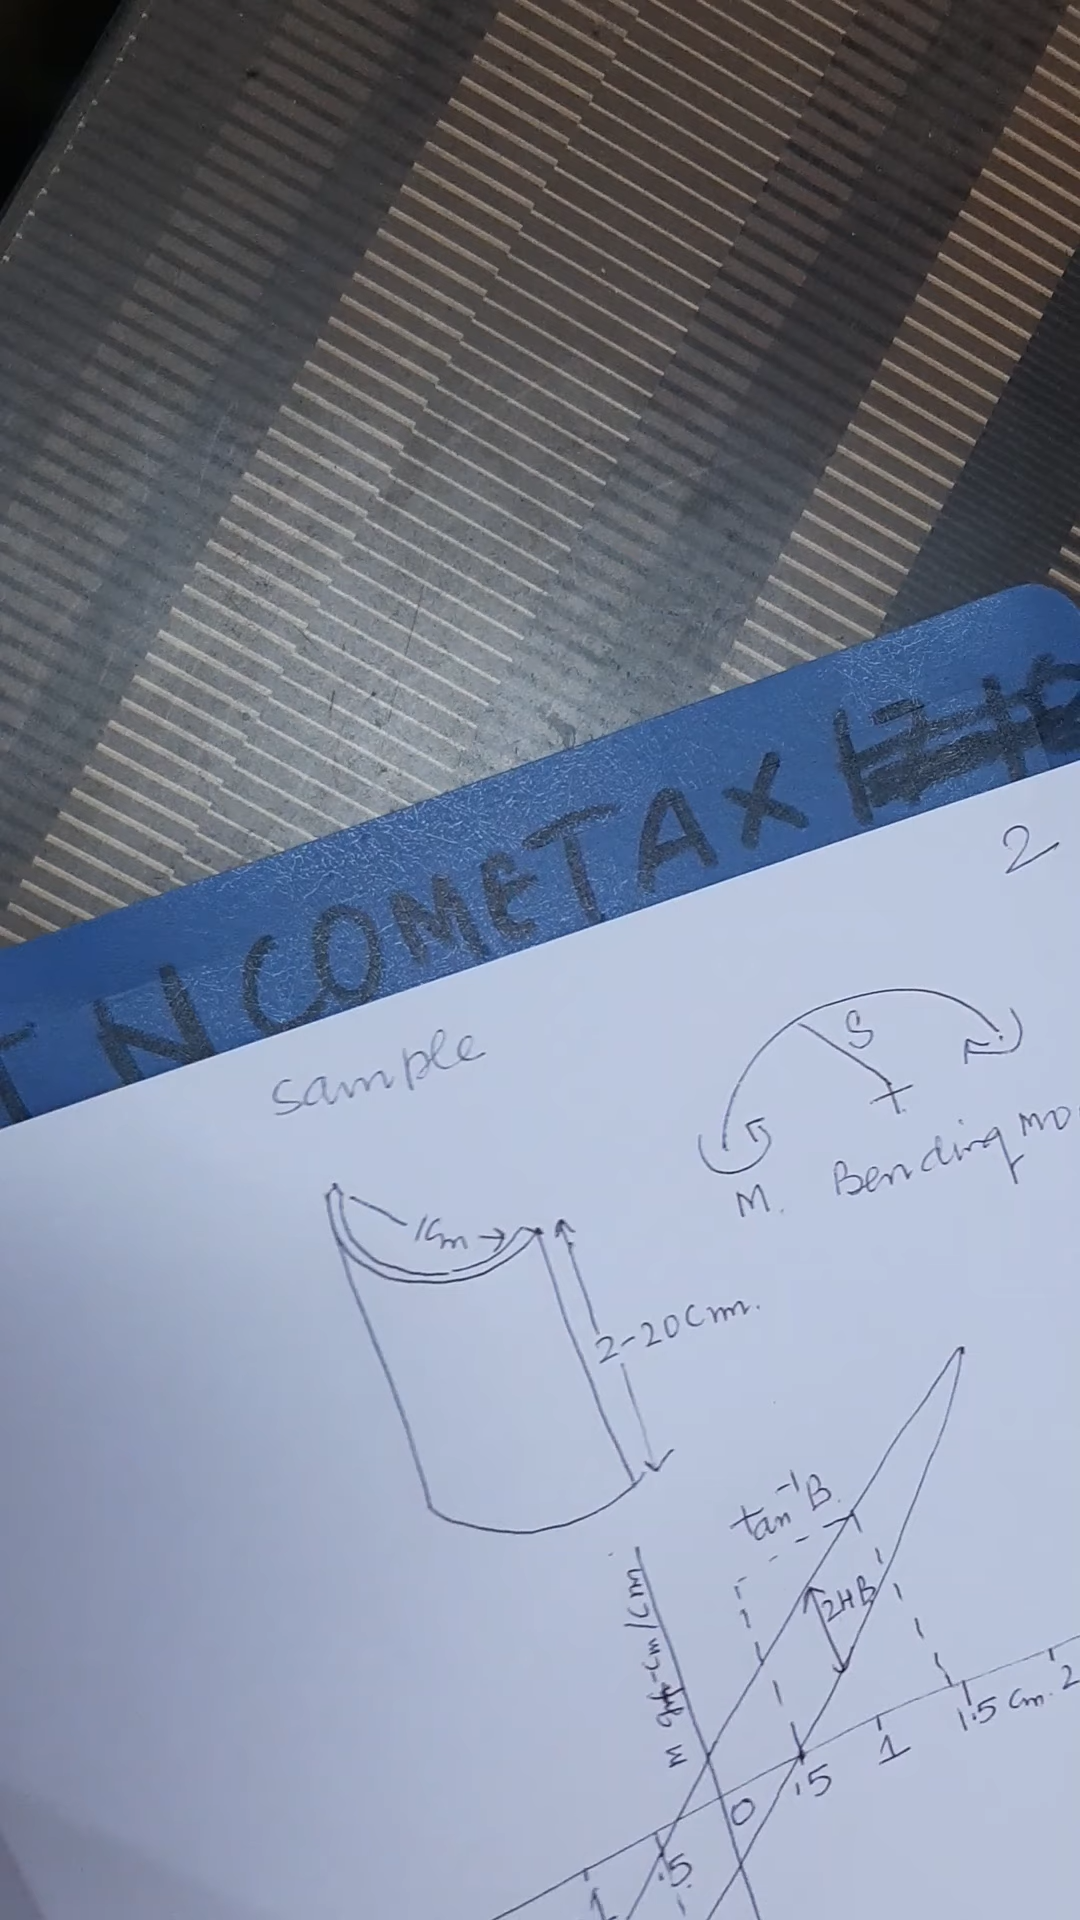 INCOMETAX
2
Sample
S
M. Bending mo
1cm
2-20cm.
tan⁻¹B
2HB
M gf-cm/cm
1 .5 0 .5 1 1.5 cm. 2